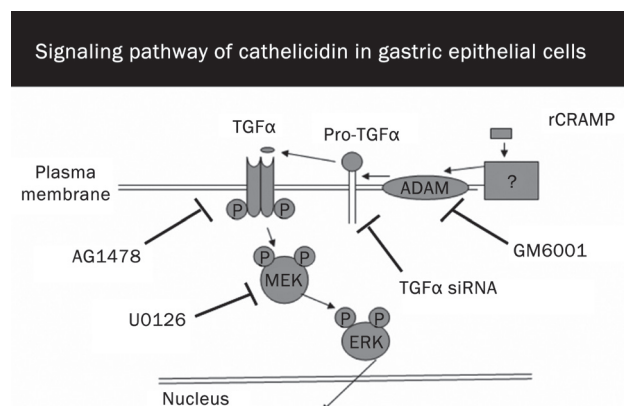 Signaling pathway of cathelicidin in gastric epithelial cells
rCRAMP
TGFα
Pro-TGFα
Plasma
membrane
ADAM
?
P P
AG1478
GM6001
TGFα siRNA
P P
MEK
U0126
P P
ERK
Nucleus